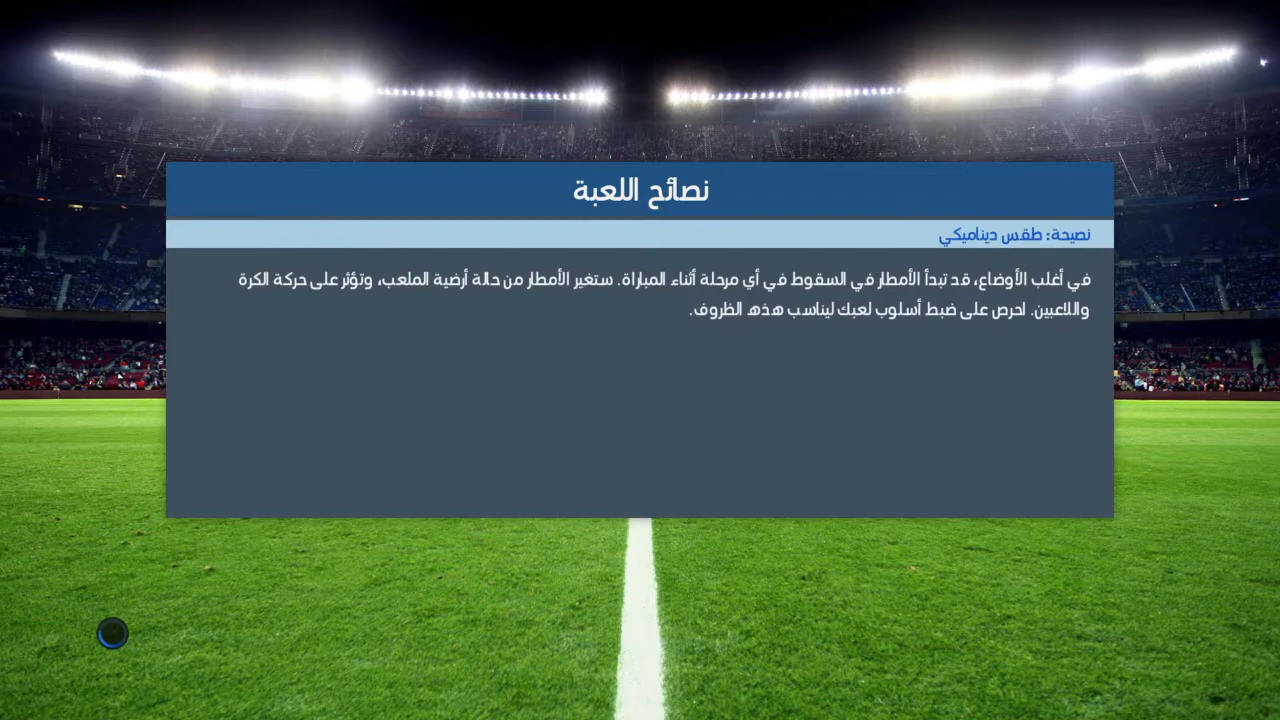 نصائح اللعبة
نصيحة: طقس ديناميكي
في أغلب الأوضاع، قد تبدأ الأمطار في السقوط في أي مرحلة أثناء المباراة. ستغير الأمطار من حالة أرضية الملعب، وتؤثر على حركة الكرة
واللاعبين. احرص على ضبط أسلوب لعبك ليناسب هذه الظروف.